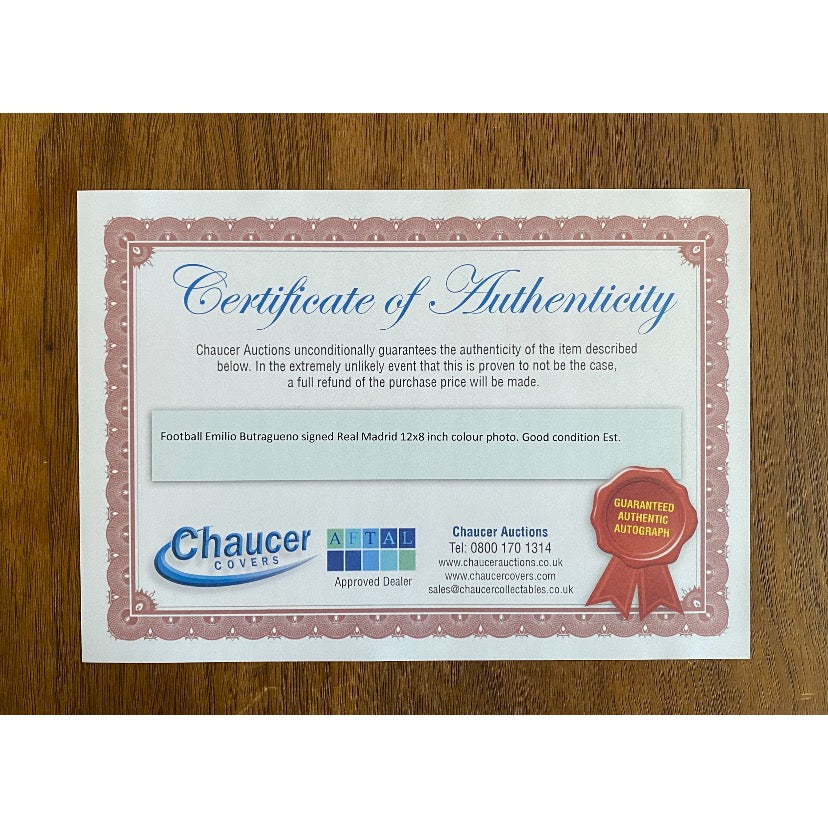 Certificate of Authenticity
Chaucer Auctions unconditionally guarantees the authenticity of the item described
below. In the extremely unlikely event that this is proven to not be the case,
a full refund of the purchase price will be made.
Football Emilio Butragueno signed Real Madrid 12x8 inch colour photo. Good condition Est.
Chaucer
COVERS
AFTAL
Approved Dealer
Chaucer Auctions
Tel: 0800 170 1314
www.chaucerauctions.co.uk
www.chaucercovers.com
sales@chaucercollectables.co.uk
GUARANTEED
AUTHENTIC
AUTOGRAPH